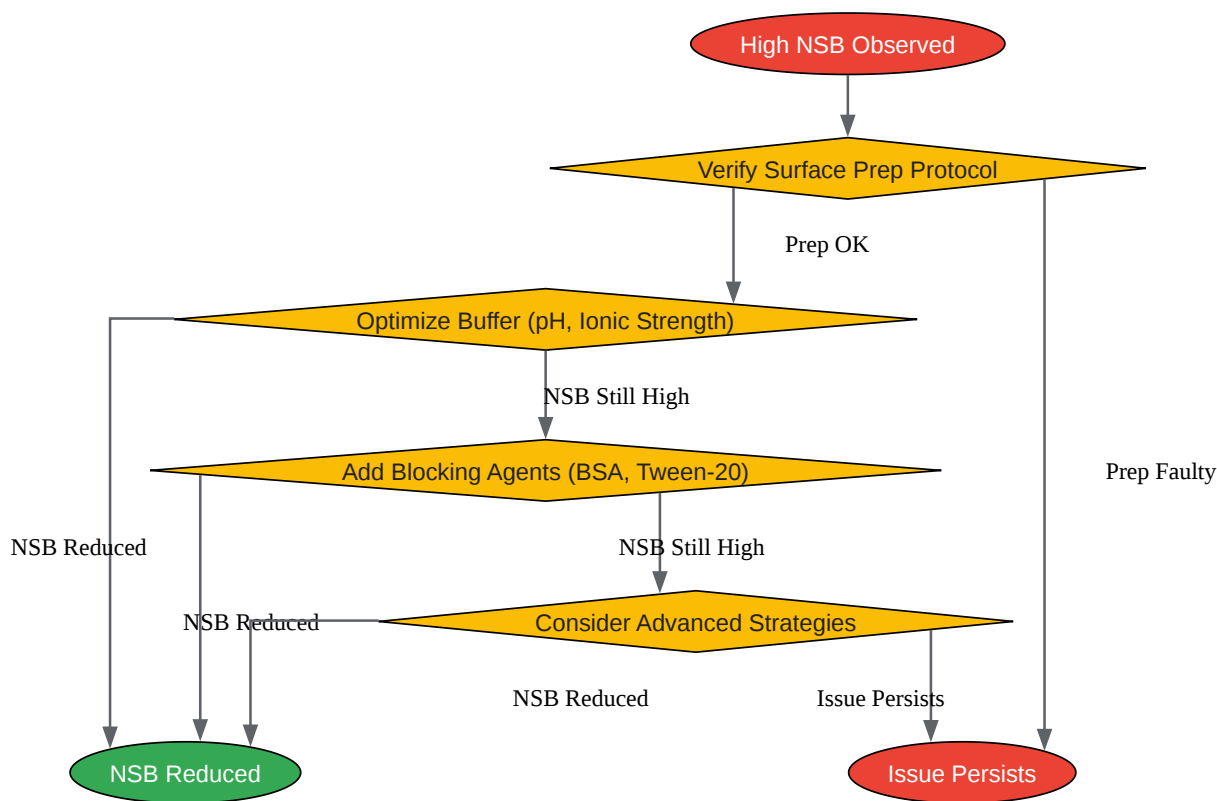 High NSB Observed
Verify Surface Prep Protocol
Prep OK
Optimize Buffer (pH, Ionic Strength)
NSB Still High
Add Blocking Agents (BSA, Tween-20)
Prep Faulty
NSB Reduced
NSB Still High
NSB Reduced
Consider Advanced Strategies
NSB Reduced
Issue Persists
NSB Reduced
Issue Persists